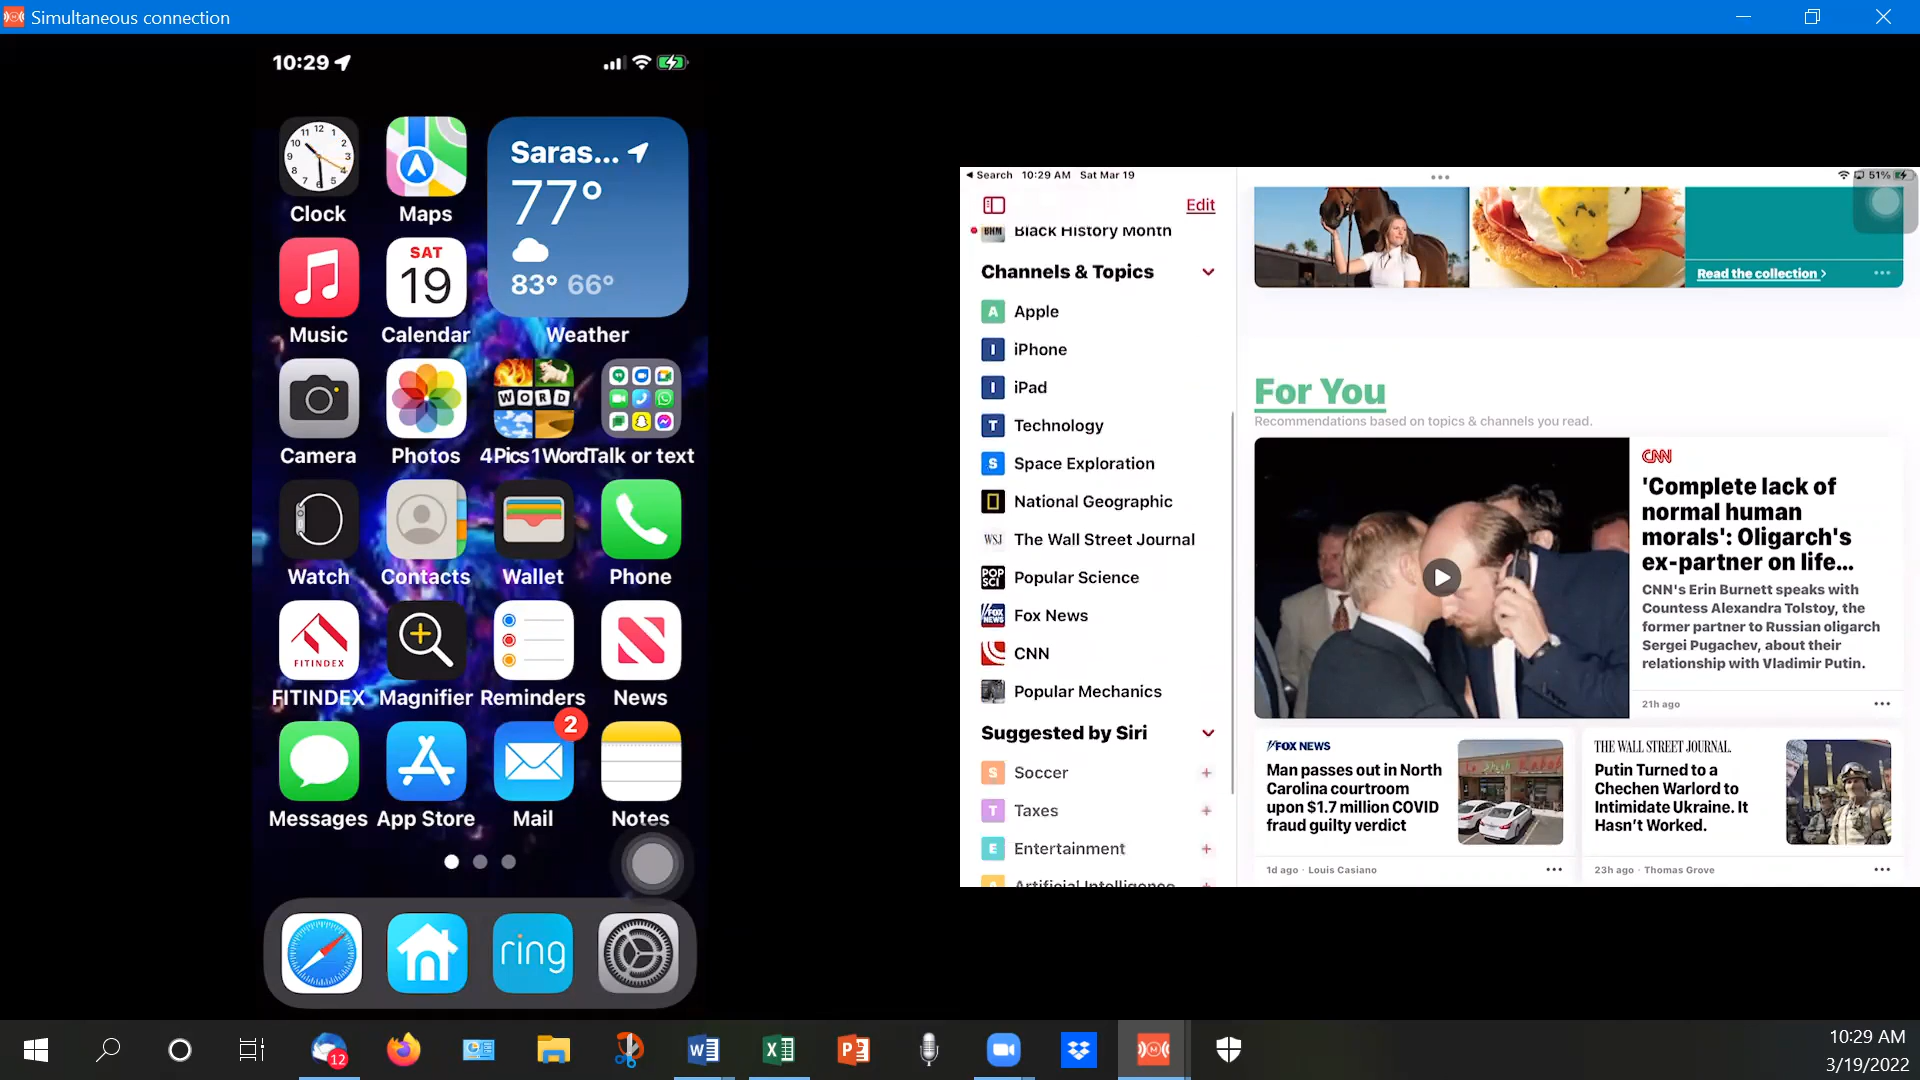 Simultaneous connection
10:29
Clock
Maps
Saras...
77°
83° 66°
Weather
Music
SAT
19
Calendar
Camera
Photos
WORD
4Pics1Word
Talk or text
Watch
Contacts
Wallet
Phone
FITINDEX
FITINDEX
Magnifier
Reminders
News
Messages
App Store
2
Mail
Notes
ring
Search 10:29 AM Sat Mar 19
51%
Edit
BHM Black History Month
Channels & Topics
A Apple
I iPhone
I iPad
T Technology
S Space Exploration
National Geographic
WSJ The Wall Street Journal
POP SCI Popular Science
FOX NEWS Fox News
CNN
Popular Mechanics
Suggested by Siri
S Soccer +
T Taxes +
E Entertainment +
Artificial Intelligence
Read the collection >
For You
Recommendations based on topics & channels you read.
CNN
'Complete lack of
normal human
morals': Oligarch's
ex-partner on life...
CNN's Erin Burnett speaks with
Countess Alexandra Tolstoy, the
former partner to Russian oligarch
Sergei Pugachev, about their
relationship with Vladimir Putin.
21h ago
FOX NEWS
Man passes out in North
Carolina courtroom
upon $1.7 million COVID
fraud guilty verdict
1d ago · Louis Casiano
THE WALL STREET JOURNAL.
Putin Turned to a
Chechen Warlord to
Intimidate Ukraine. It
Hasn't Worked.
23h ago · Thomas Grove
12
10:29 AM
3/19/2022